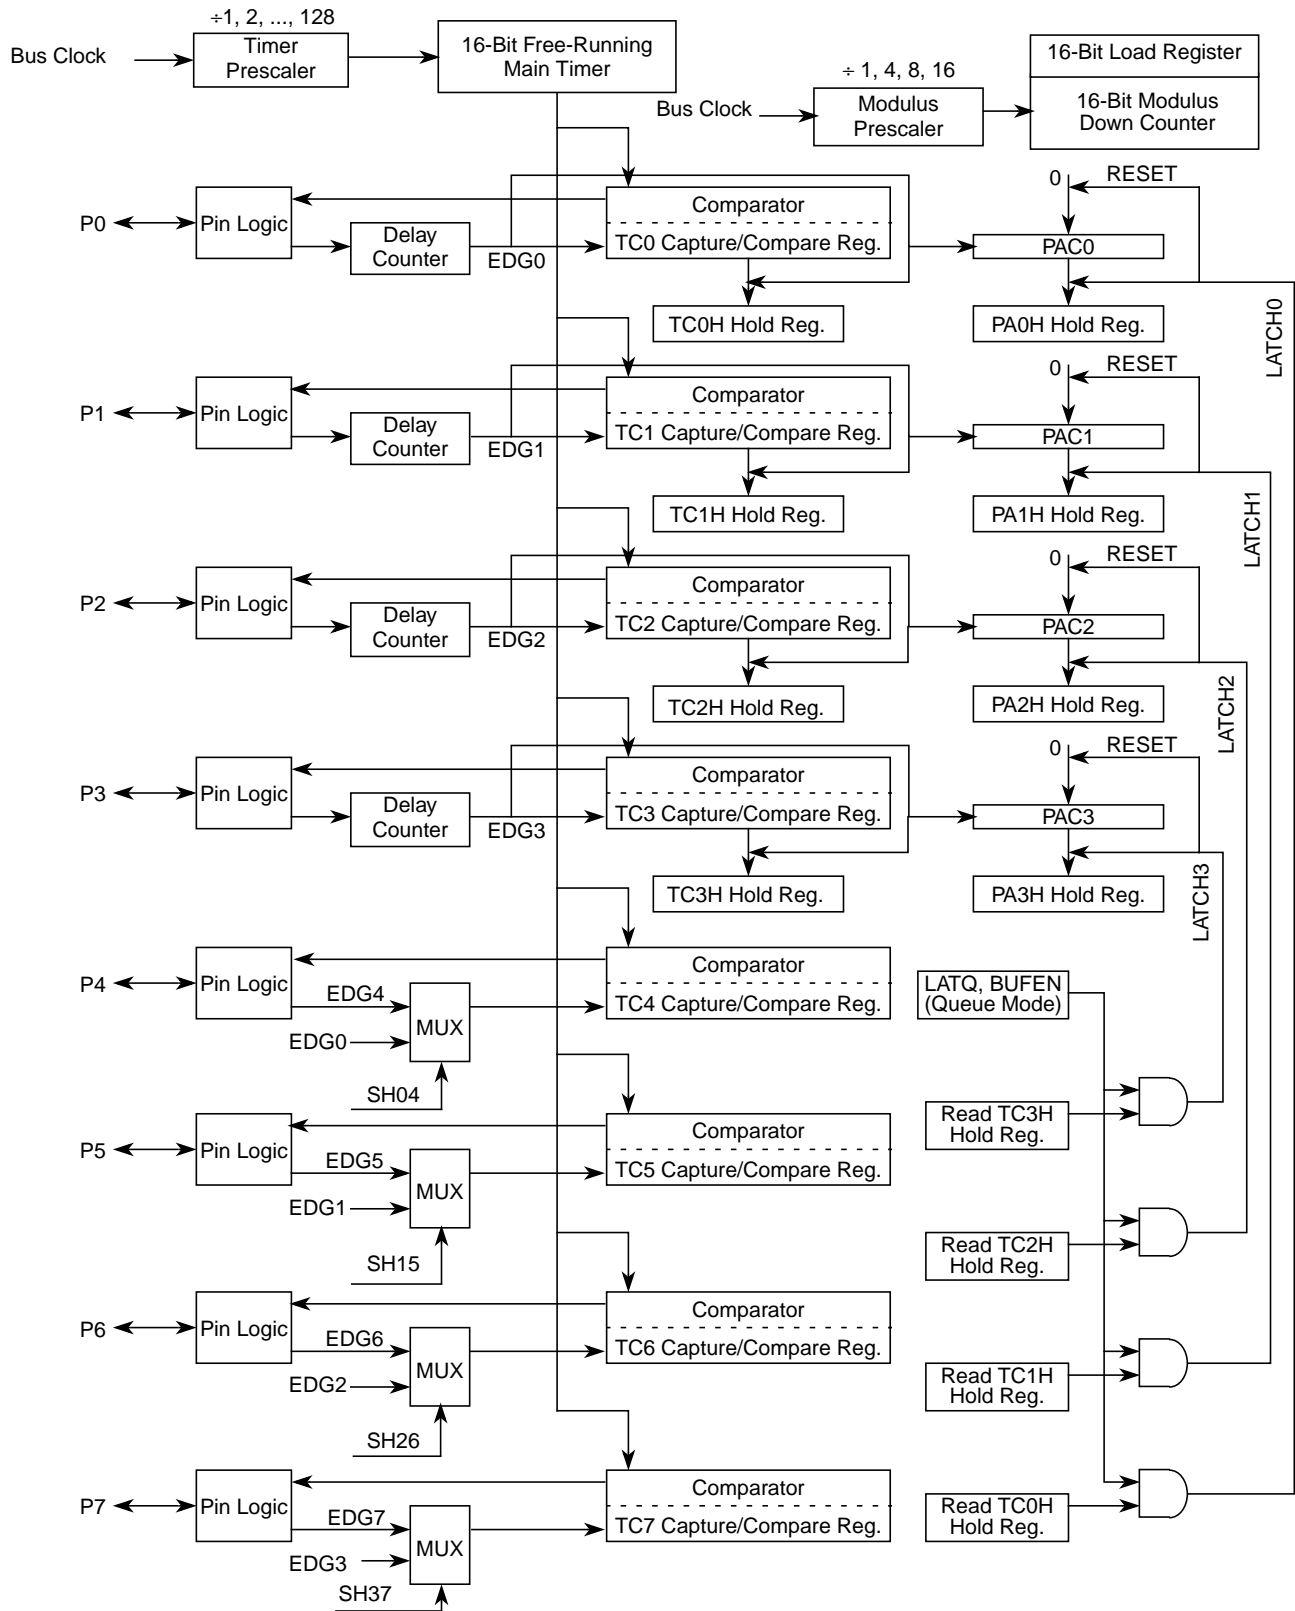 ÷1, 2, ..., 128
Bus Clock
Timer
Prescaler
16-Bit Free-Running
Main Timer
÷ 1, 4, 8, 16
Bus Clock
Modulus
Prescaler
16-Bit Load Register
16-Bit Modulus
Down Counter
P0
Pin Logic
Delay
Counter
EDG0
Comparator
TC0 Capture/Compare Reg.
TC0H Hold Reg.
0
RESET
PAC0
PA0H Hold Reg.
LATCH0
P1
Pin Logic
Delay
Counter
EDG1
Comparator
TC1 Capture/Compare Reg.
TC1H Hold Reg.
0
RESET
PAC1
PA1H Hold Reg.
LATCH1
P2
Pin Logic
Delay
Counter
EDG2
Comparator
TC2 Capture/Compare Reg.
TC2H Hold Reg.
0
RESET
PAC2
PA2H Hold Reg.
LATCH2
P3
Pin Logic
Delay
Counter
EDG3
Comparator
TC3 Capture/Compare Reg.
TC3H Hold Reg.
0
RESET
PAC3
PA3H Hold Reg.
LATCH3
P4
Pin Logic
EDG4
EDG0
MUX
SH04
Comparator
TC4 Capture/Compare Reg.
LATQ, BUFEN
(Queue Mode)
P5
Pin Logic
EDG5
EDG1
MUX
SH15
Comparator
TC5 Capture/Compare Reg.
Read TC3H
Hold Reg.
Read TC2H
Hold Reg.
P6
Pin Logic
EDG6
EDG2
MUX
SH26
Comparator
TC6 Capture/Compare Reg.
Read TC1H
Hold Reg.
P7
Pin Logic
EDG7
EDG3
MUX
SH37
Comparator
TC7 Capture/Compare Reg.
Read TC0H
Hold Reg.